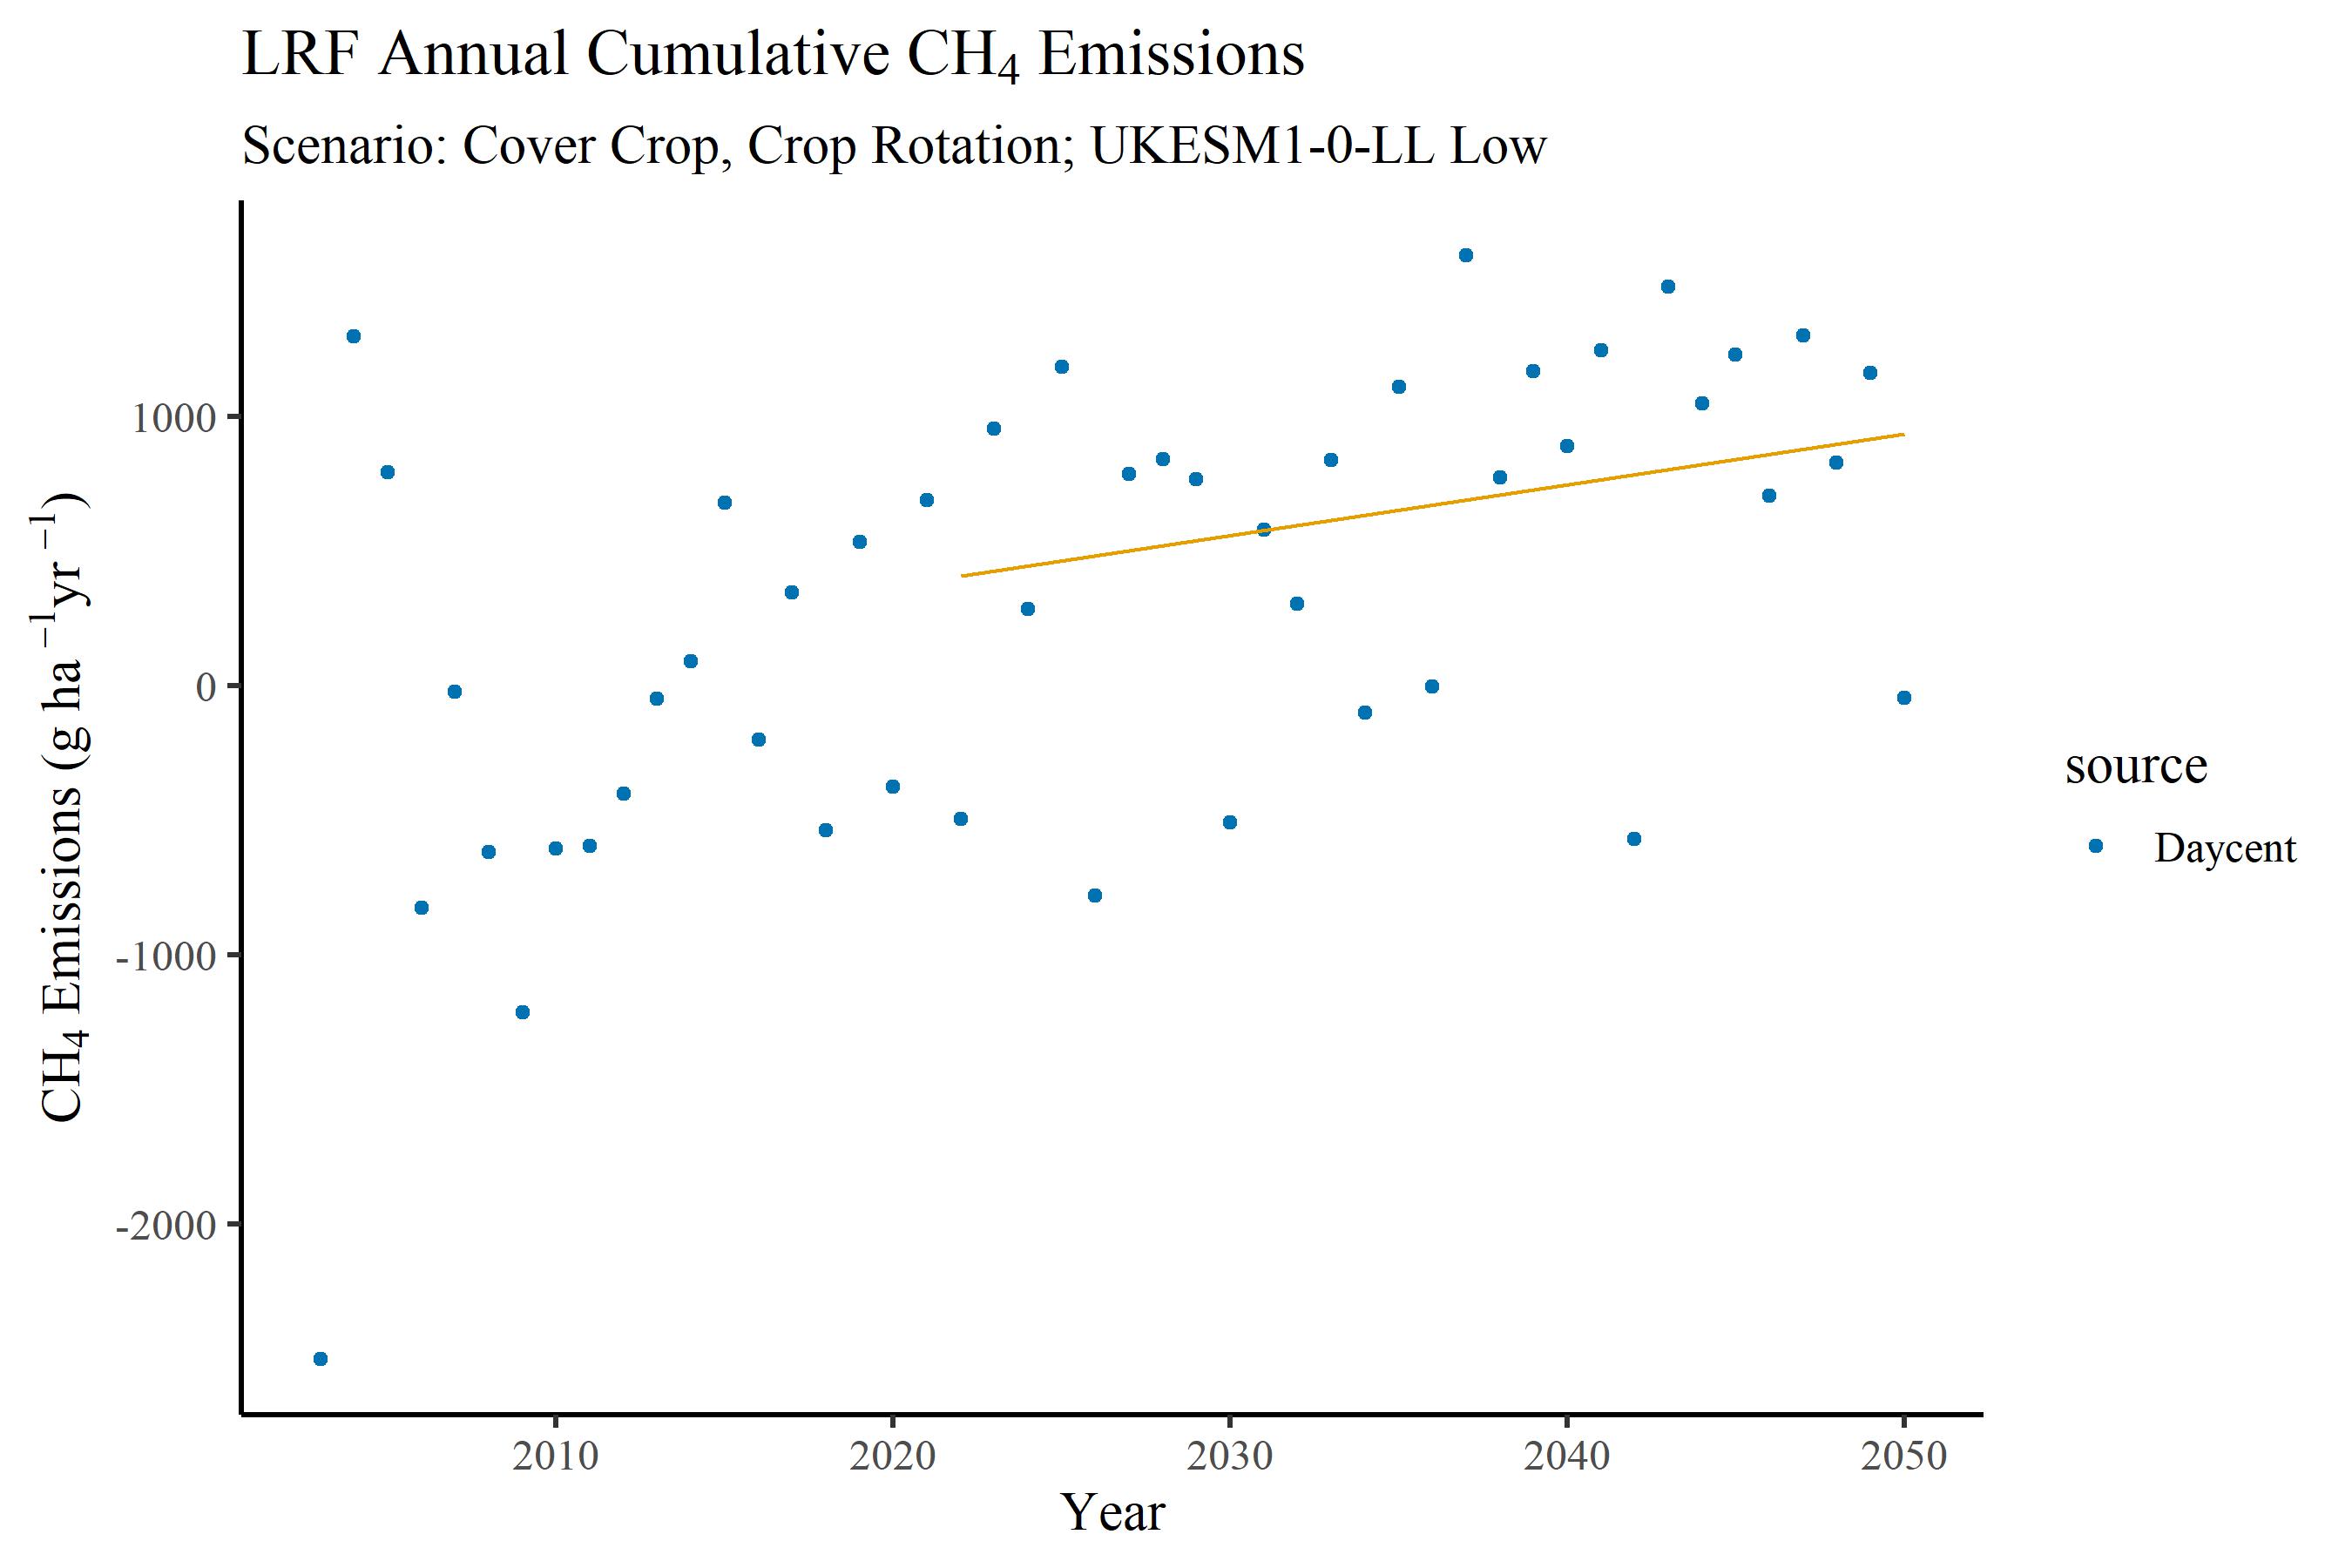 LRF Annual Cumulative CH₄ Emissions
Scenario: Cover Crop, Crop Rotation; UKESM1-0-LL Low
CH₄ Emissions (g ha ⁻¹yr ⁻¹)
1000
0
-1000
-2000
2010
2020
2030
2040
2050
Year
source
Daycent